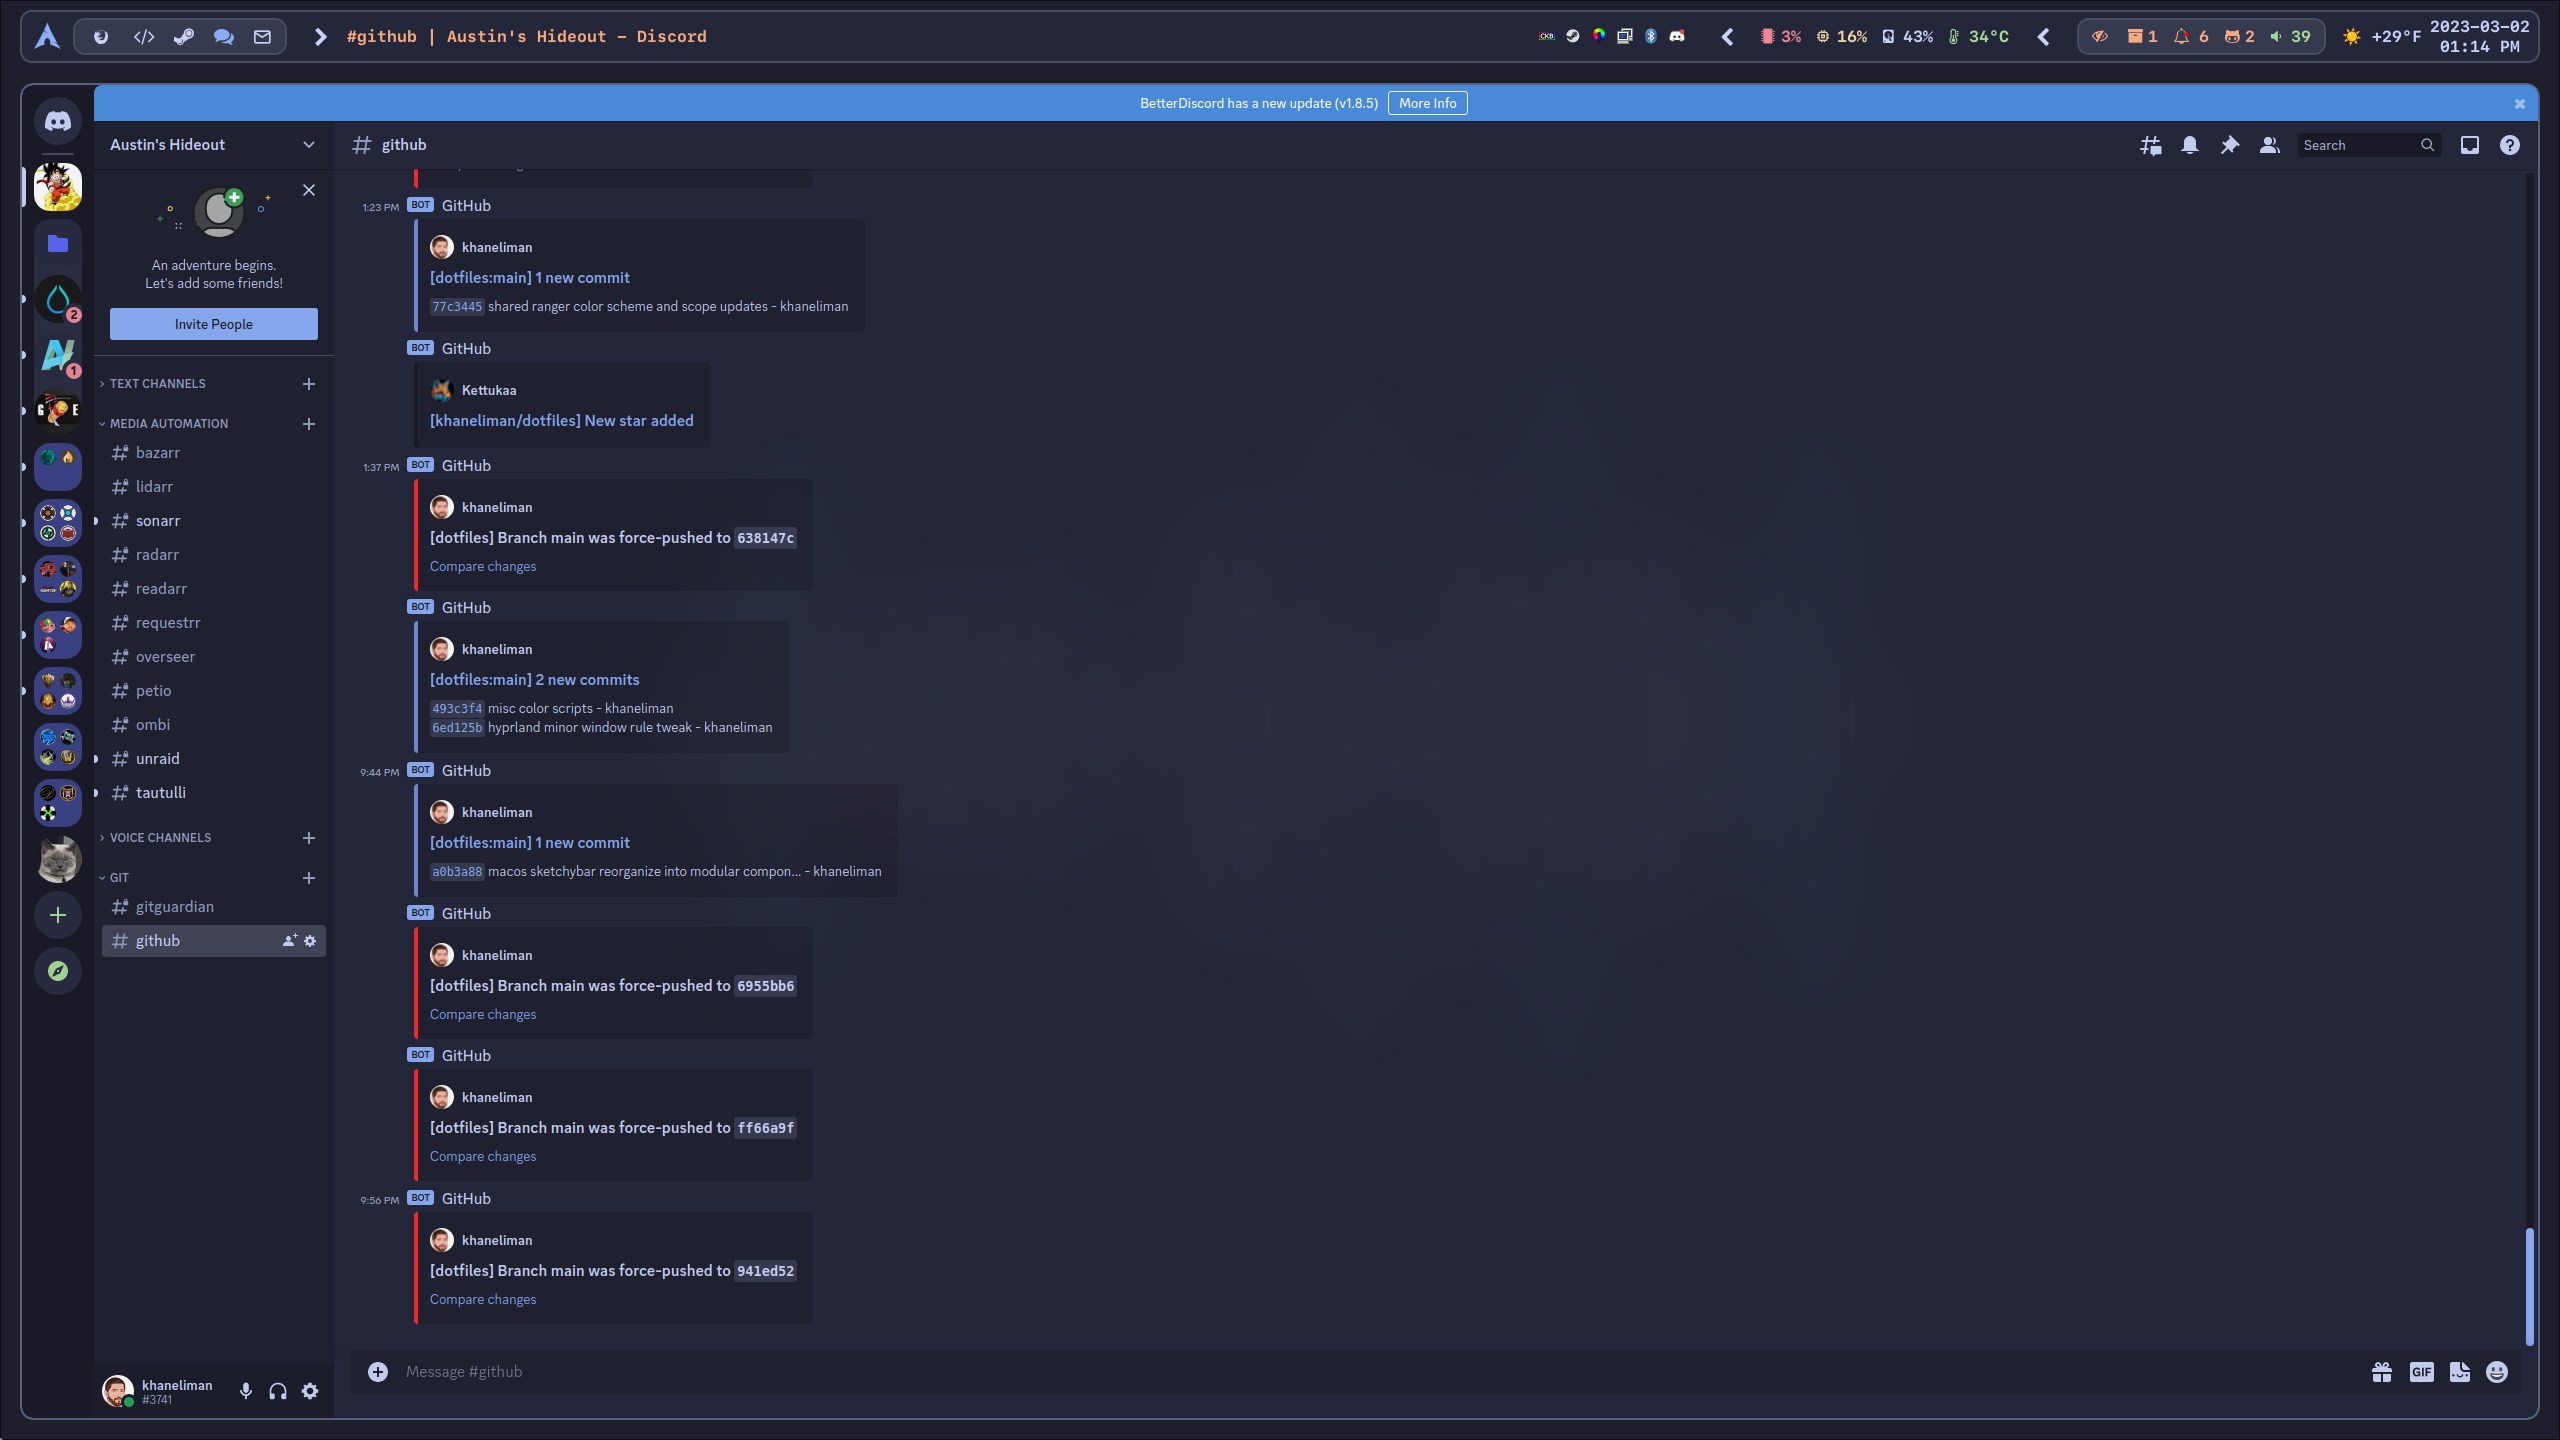 #github | Austin's Hideout – Discord
3% 16% 43% 34°C
1 6 2 39
+29°F
2023-03-02
01:14 PM
BetterDiscord has a new update (v1.8.5) More Info
Austin's Hideout
github
Search
An adventure begins.
Let's add some friends!
Invite People
2
1
TEXT CHANNELS
MEDIA AUTOMATION
bazarr
lidarr
sonarr
radarr
readarr
requestrr
overseer
petio
ombi
unraid
tautulli
VOICE CHANNELS
GIT
gitguardian
github
khaneliman
#3741
1:23 PM BOT GitHub
khaneliman
[dotfiles:main] 1 new commit
77c3445 shared ranger color scheme and scope updates - khaneliman
BOT GitHub
Kettukaa
[khaneliman/dotfiles] New star added
1:37 PM BOT GitHub
khaneliman
[dotfiles] Branch main was force-pushed to 638147c
Compare changes
BOT GitHub
khaneliman
[dotfiles:main] 2 new commits
493c3f4 misc color scripts - khaneliman
6ed125b hyprland minor window rule tweak - khaneliman
9:44 PM BOT GitHub
khaneliman
[dotfiles:main] 1 new commit
a0b3a88 macos sketchybar reorganize into modular compon... - khaneliman
BOT GitHub
khaneliman
[dotfiles] Branch main was force-pushed to 6955bb6
Compare changes
BOT GitHub
khaneliman
[dotfiles] Branch main was force-pushed to ff66a9f
Compare changes
9:56 PM BOT GitHub
khaneliman
[dotfiles] Branch main was force-pushed to 941ed52
Compare changes
Message #github
GIF